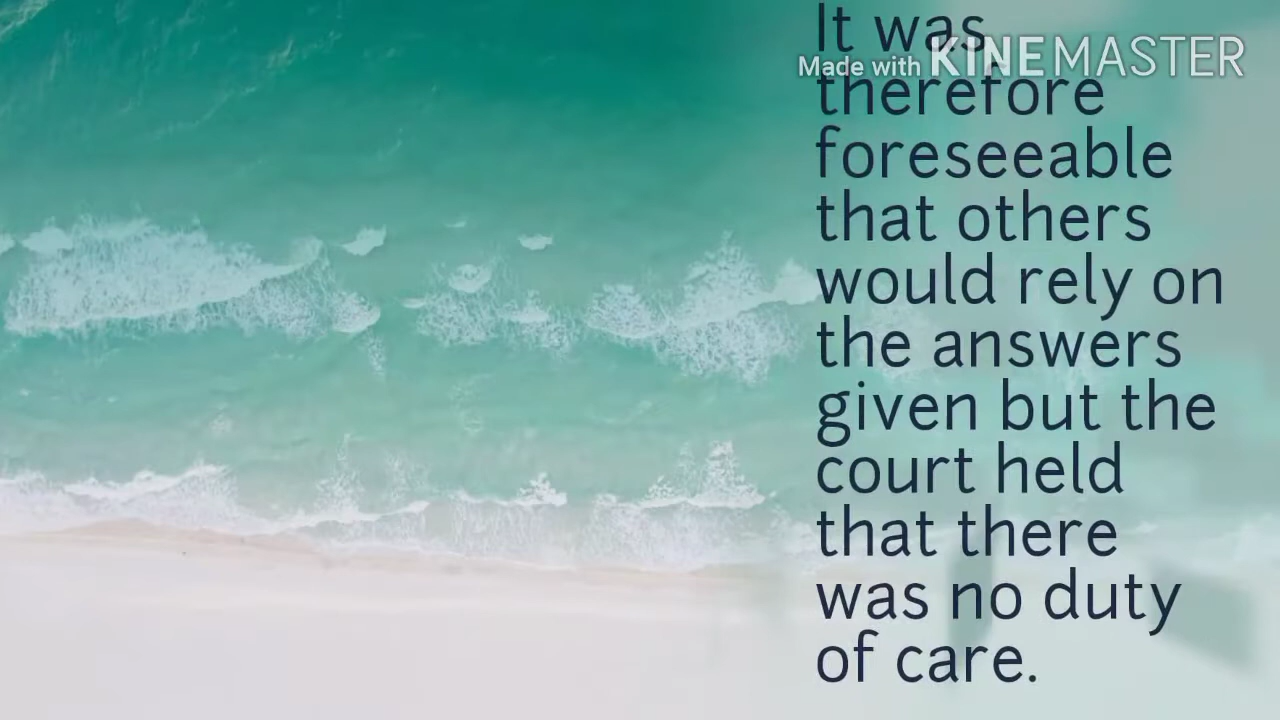 It was
Made with KINEMASTER
therefore
foreseeable
that others
would rely on
the answers
given but the
court held
that there
was no duty
of care.